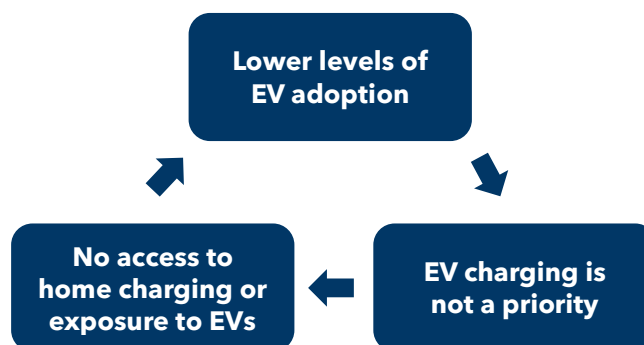 Lower levels of
EV adoption
No access to
home charging or
exposure to EVs
EV charging is
not a priority